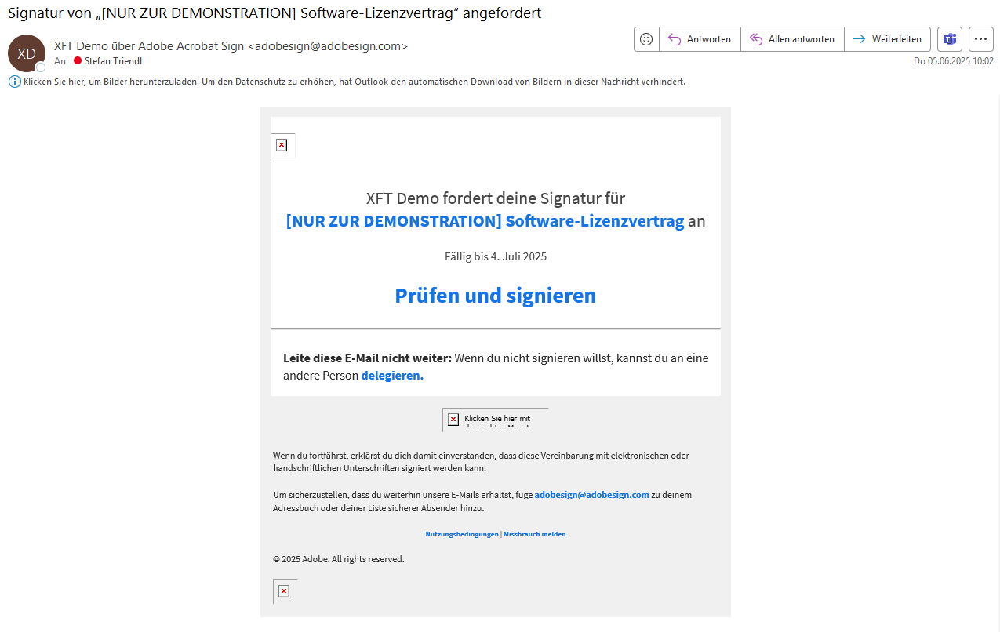 Signatur von „[NUR ZUR DEMONSTRATION] Software-Lizenzvertrag“ angefordert
XD
XFT Demo über Adobe Acrobat Sign <adobesign@adobesign.com>
An Stefan Triendl
Antworten
Allen antworten
Weiterleiten
Do 05.06.2025 10:02
Klicken Sie hier, um Bilder herunterzuladen. Um den Datenschutz zu erhöhen, hat Outlook den automatischen Download von Bildern in dieser Nachricht verhindert.
XFT Demo fordert deine Signatur für
[NUR ZUR DEMONSTRATION] Software-Lizenzvertrag an
Fällig bis 4. Juli 2025
Prüfen und signieren
Leite diese E-Mail nicht weiter: Wenn du nicht signieren willst, kannst du an eine
andere Person delegieren.
Klicken Sie hier mit
Wenn du fortfährst, erklärst du dich damit einverstanden, dass diese Vereinbarung mit elektronischen oder
handschriftlichen Unterschriften signiert werden kann.
Um sicherzustellen, dass du weiterhin unsere E-Mails erhältst, füge adobesign@adobesign.com zu deinem
Adressbuch oder deiner Liste sicherer Absender hinzu.
Nutzungsbedingungen | Missbrauch melden
© 2025 Adobe. All rights reserved.